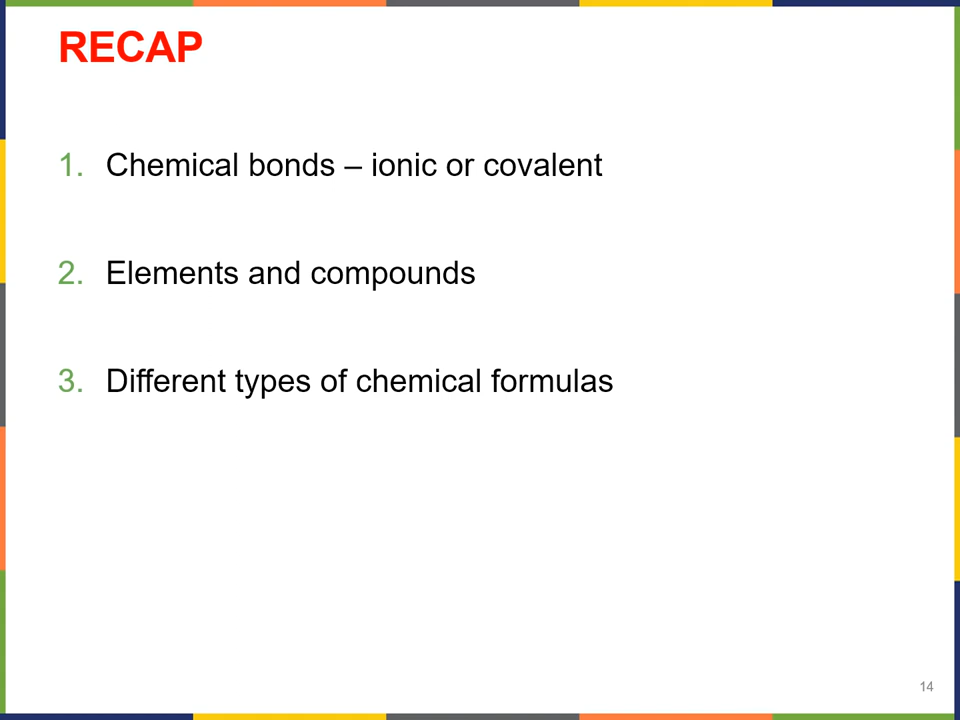 RECAP
1. Chemical bonds – ionic or covalent
2. Elements and compounds
3. Different types of chemical formulas
14